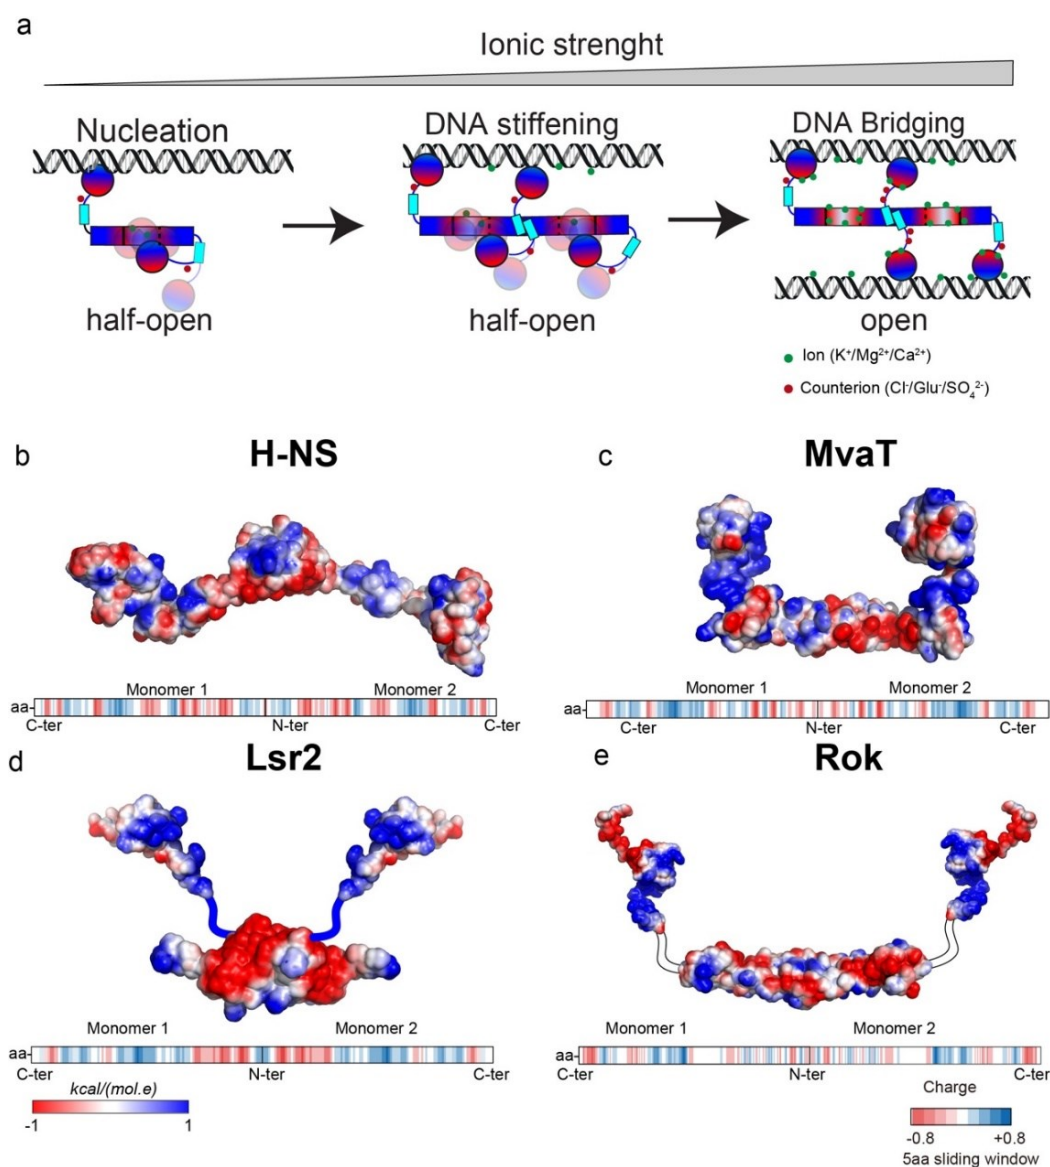 a
Ionic strenght
Nucleation
DNA stiffening
DNA Bridging
half-open
half-open
open
Ion (K⁺/Mg²⁺/Ca²⁺)
Counterion (Cl⁻/Glu⁻/SO₄²⁻)
b
H-NS
c
MvaT
Monomer 1
Monomer 2
aa-
C-ter
N-ter
C-ter
Monomer 1
Monomer 2
aa-
C-ter
N-ter
C-ter
d
Lsr2
e
Rok
Monomer 1
Monomer 2
aa-
C-ter
N-ter
C-ter
Monomer 1
Monomer 2
aa-
C-ter
N-ter
C-ter
kcal/(mol.e)
-1
1
Charge
-0.8
+0.8
5aa sliding window